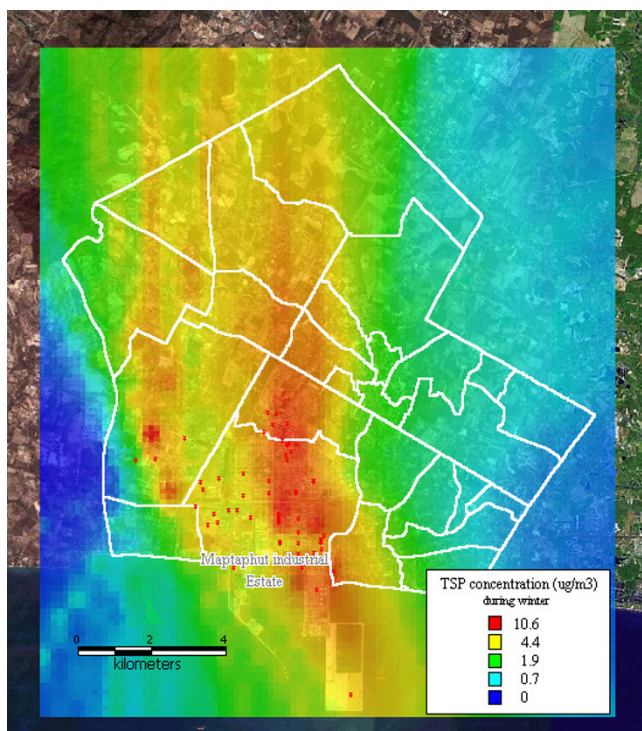 Maptaphut industrial
Estate
0 2 4
kilometers
TSP concentration (ug/m3)
during winter
10.6
4.4
1.9
0.7
0